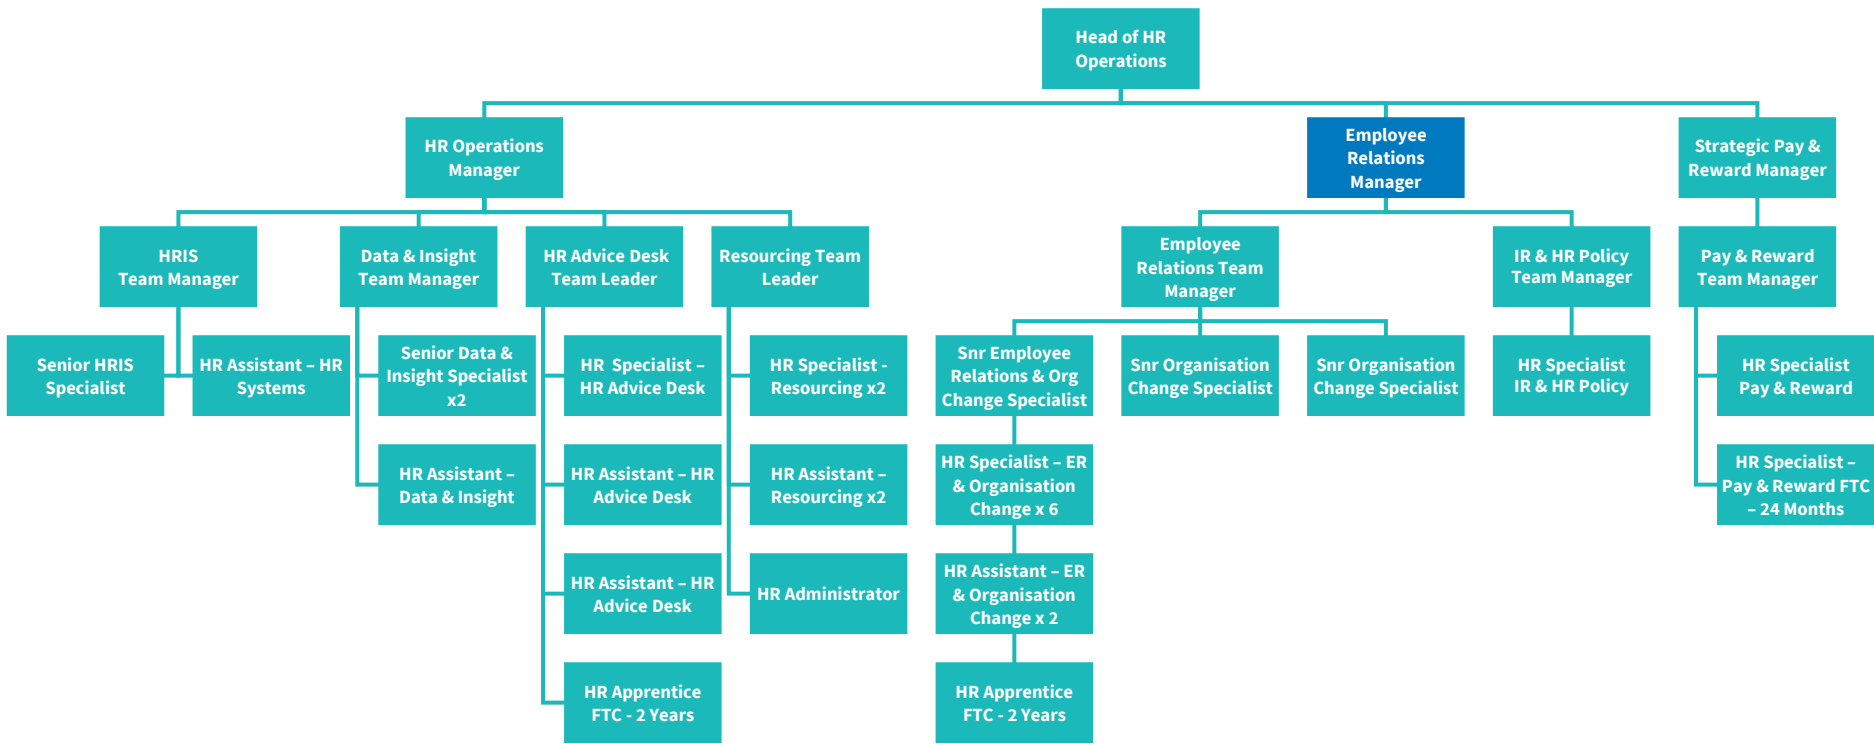 Head of HR
Operations
HR Operations
Manager
Employee
Relations
Manager
Strategic Pay &
Reward Manager
HRIS
Team Manager
Data & Insight
Team Manager
HR Advice Desk
Team Leader
Resourcing Team
Leader
Employee
Relations Team
Manager
IR & HR Policy
Team Manager
Pay & Reward
Team Manager
Senior HRIS
Specialist
HR Assistant – HR
Systems
Senior Data &
Insight Specialist
x2
HR Specialist –
HR Advice Desk
HR Specialist -
Resourcing x2
Snr Employee
Relations & Org
Change Specialist
Snr Organisation
Change Specialist
Snr Organisation
Change Specialist
HR Specialist
IR & HR Policy
HR Specialist
Pay & Reward
HR Assistant –
Data & Insight
HR Assistant – HR
Advice Desk
HR Assistant –
Resourcing x2
HR Specialist – ER
& Organisation
Change x 6
HR Specialist –
Pay & Reward FTC
– 24 Months
HR Assistant – HR
Advice Desk
HR Administrator
HR Assistant – ER
& Organisation
Change x 2
HR Apprentice
FTC - 2 Years
HR Apprentice
FTC - 2 Years